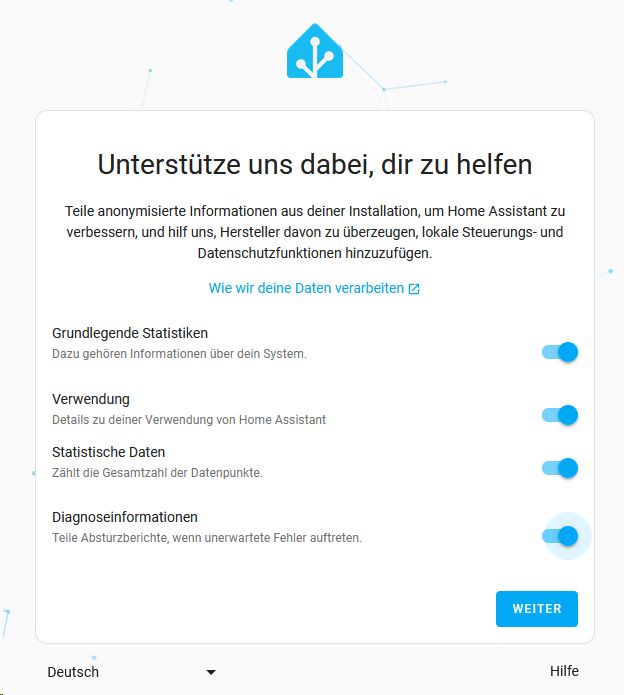 Unterstütze uns dabei, dir zu helfen
Teile anonymisierte Informationen aus deiner Installation, um Home Assistant zu
verbessern, und hilf uns, Hersteller davon zu überzeugen, lokale Steuerungs- und
Datenschutzfunktionen hinzuzufügen.
Wie wir deine Daten verarbeiten
Grundlegende Statistiken
Dazu gehören Informationen über dein System.
Verwendung
Details zu deiner Verwendung von Home Assistant
Statistische Daten
Zählt die Gesamtzahl der Datenpunkte.
Diagnoseinformationen
Teile Absturzberichte, wenn unerwartete Fehler auftreten.
WEITER
Deutsch
Hilfe